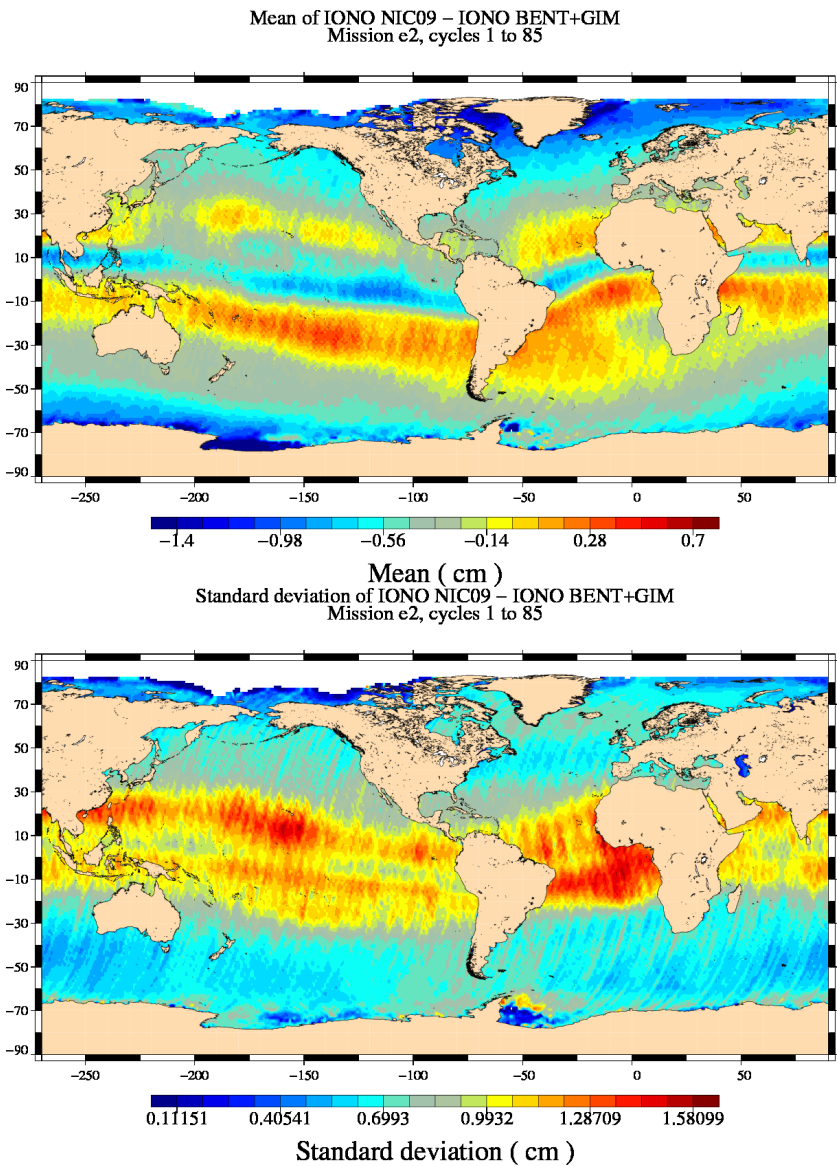 Mean of IONO NIC09 − IONO BENT+GIM
Mission e2, cycles 1 to 85
90
70
50
30
10
−10
−30
−50
−70
−90
−250 −200 −150 −100 −50 0 50
−1.4 −0.98 −0.56 −0.14 0.28 0.7
Mean ( cm )
Standard deviation of IONO NIC09 − IONO BENT+GIM
Mission e2, cycles 1 to 85
90
70
50
30
10
−10
−30
−50
−70
−90
−250 −200 −150 −100 −50 0 50
0.11151 0.40541 0.6993 0.9932 1.28709 1.58099
Standard deviation ( cm )